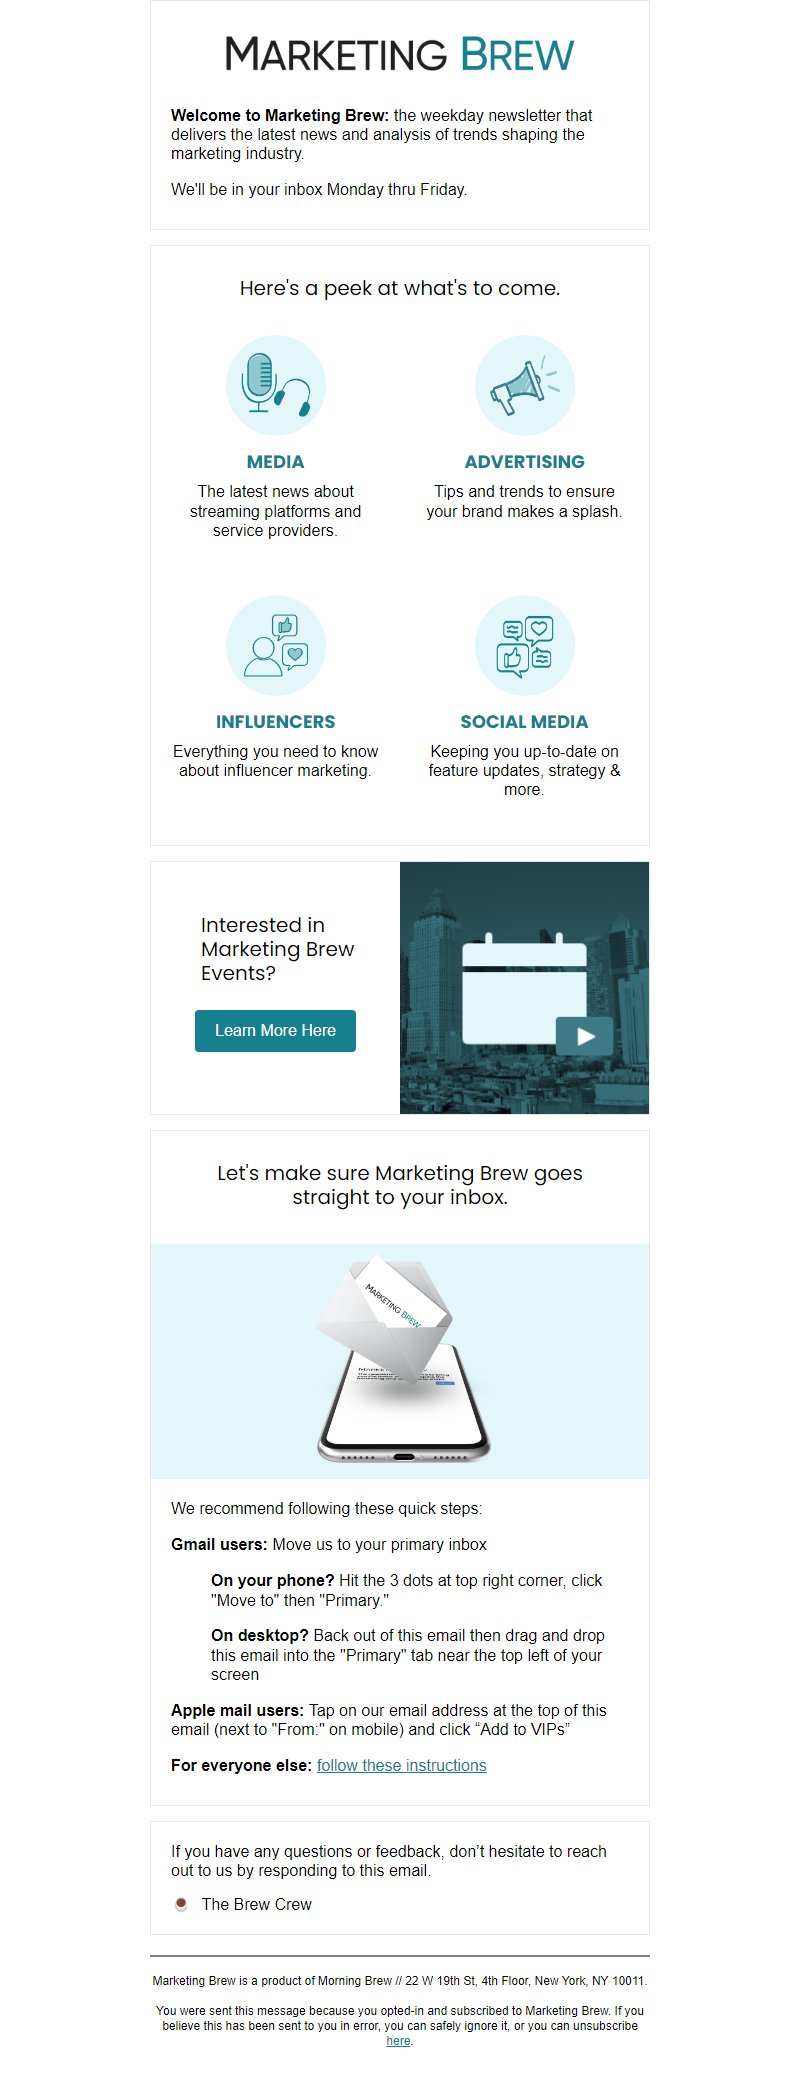 MARKETING BREW
Welcome to Marketing Brew: the weekday newsletter that
delivers the latest news and analysis of trends shaping the
marketing industry.
We'll be in your inbox Monday thru Friday.
Here's a peek at what's to come.
MEDIA
The latest news about
streaming platforms and
service providers.
ADVERTISING
Tips and trends to ensure
your brand makes a splash.
INFLUENCERS
Everything you need to know
about influencer marketing.
SOCIAL MEDIA
Keeping you up-to-date on
feature updates, strategy &
more.
Interested in
Marketing Brew
Events?
Learn More Here
Let's make sure Marketing Brew goes
straight to your inbox.
MARKETING BREW
We recommend following these quick steps:
Gmail users: Move us to your primary inbox
On your phone? Hit the 3 dots at top right corner, click
"Move to" then "Primary."
On desktop? Back out of this email then drag and drop
this email into the "Primary" tab near the top left of your
screen
Apple mail users: Tap on our email address at the top of this
email (next to "From:" on mobile) and click “Add to VIPs”
For everyone else: follow these instructions
If you have any questions or feedback, don’t hesitate to reach
out to us by responding to this email.
The Brew Crew
Marketing Brew is a product of Morning Brew // 22 W 19th St, 4th Floor, New York, NY 10011.
You were sent this message because you opted-in and subscribed to Marketing Brew. If you
believe this has been sent to you in error, you can safely ignore it, or you can unsubscribe
here.